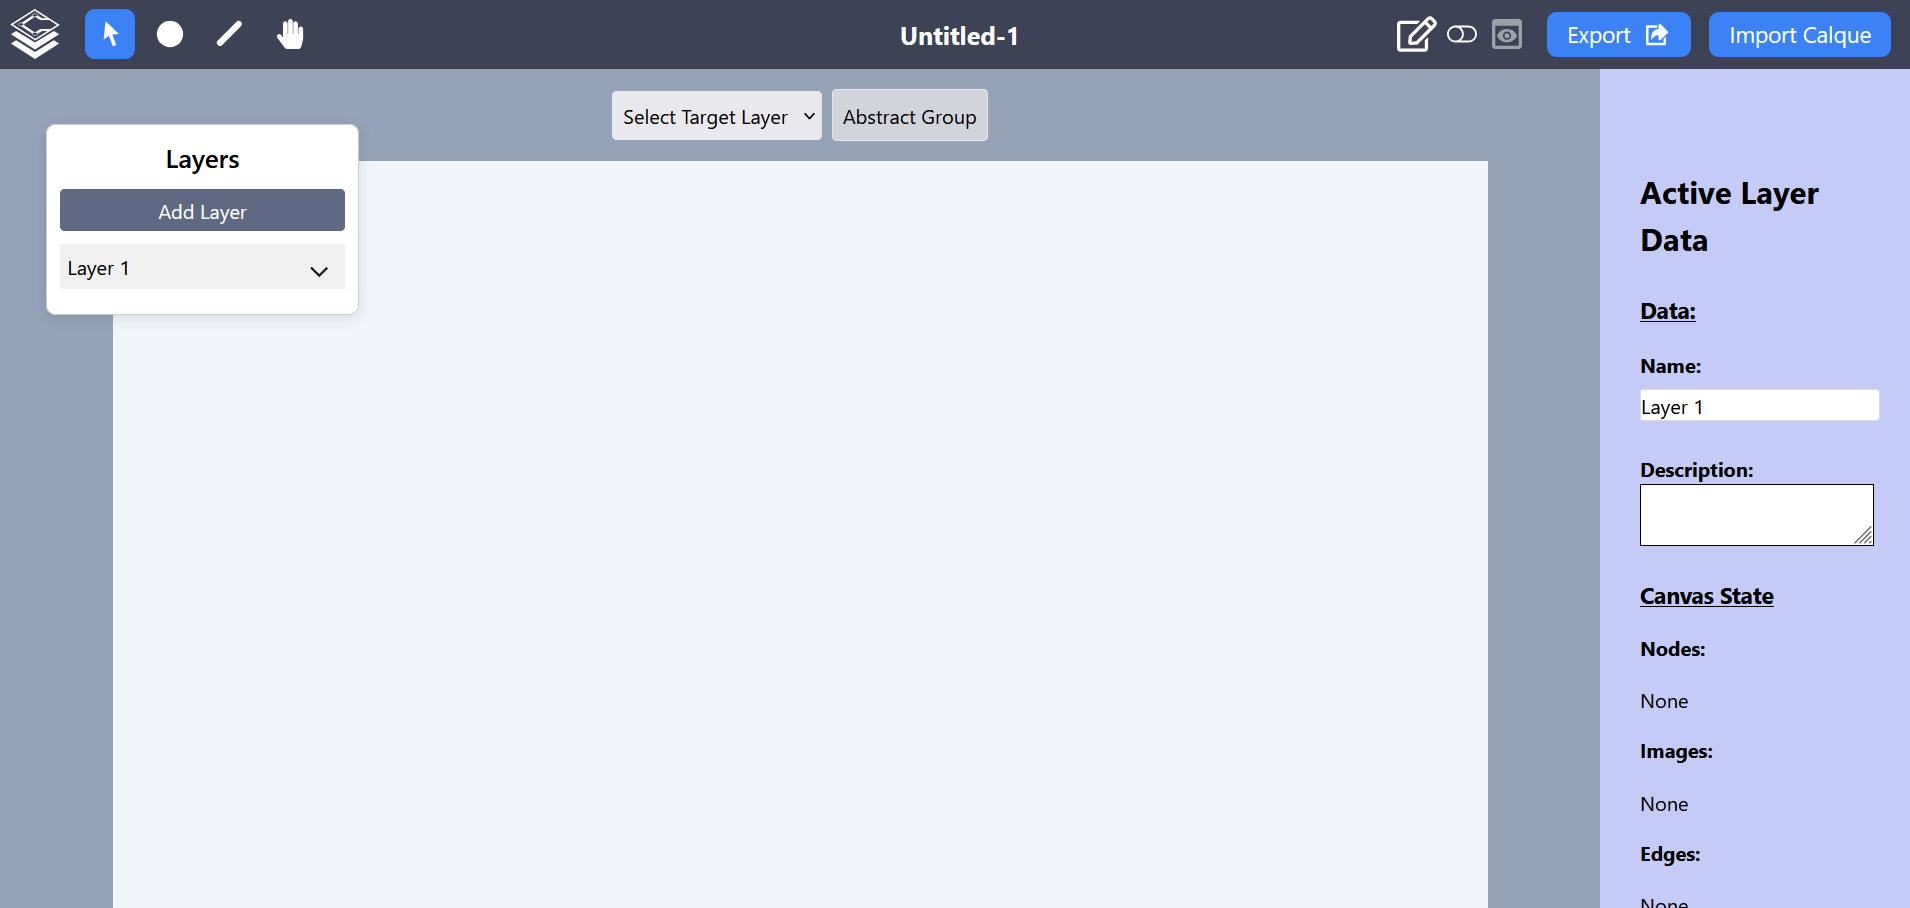 Untitled-1
Export
Import Calque
Select Target Layer
Abstract Group
Layers
Add Layer
Layer 1
Active Layer
Data
Data:
Name:
Layer 1
Description:
Canvas State
Nodes:
None
Images:
None
Edges:
None